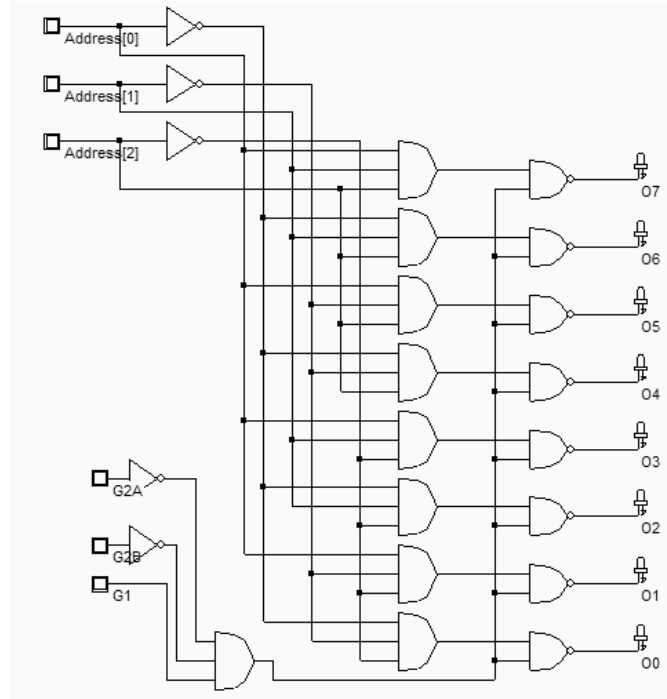 Address[0]
Address[1]
Address[2]
O7
O6
O5
O4
O3
G2A
O2
G2B
O1
G1
O0